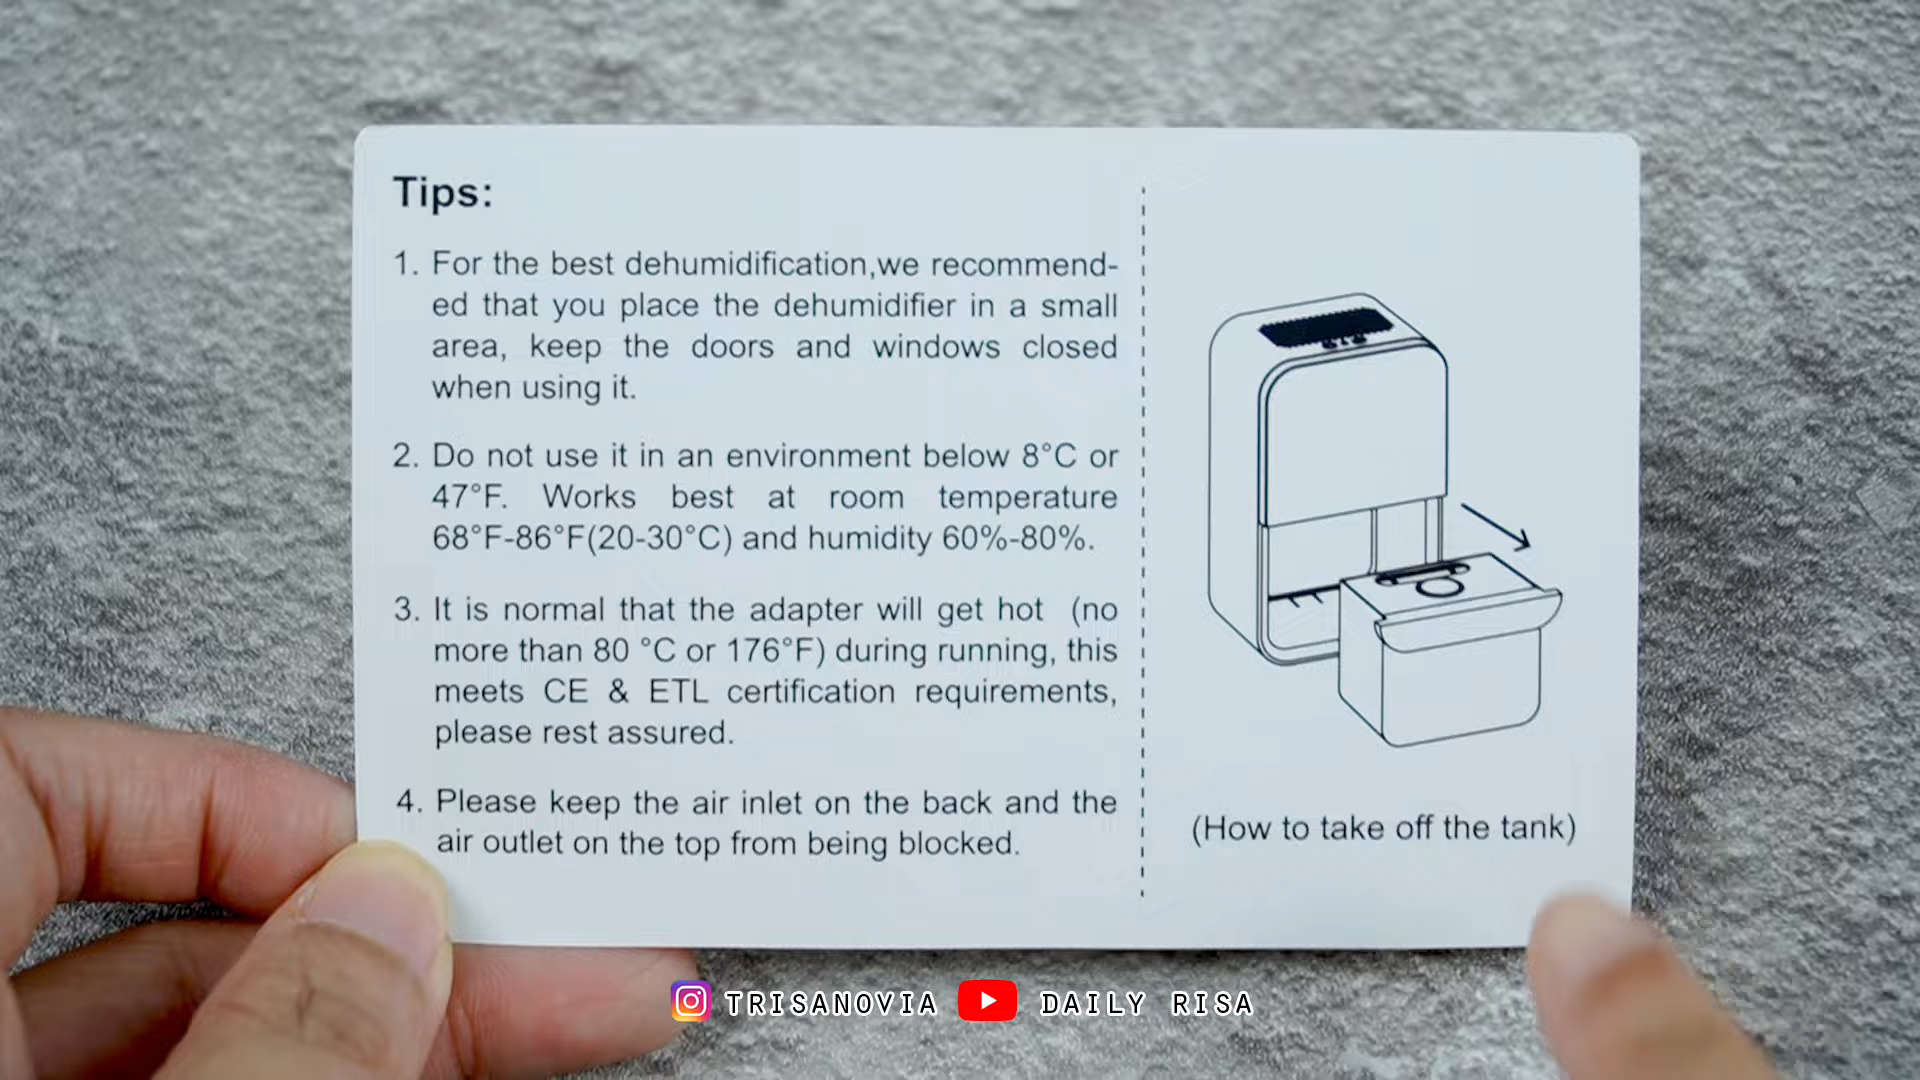 Tips:
1. For the best dehumidification,we recommend-
ed that you place the dehumidifier in a small
area, keep the doors and windows closed
when using it.
2. Do not use it in an environment below 8°C or
47°F. Works best at room temperature
68°F-86°F(20-30°C) and humidity 60%-80%.
3. It is normal that the adapter will get hot (no
more than 80 °C or 176°F) during running, this
meets CE & ETL certification requirements,
please rest assured.
4. Please keep the air inlet on the back and the
air outlet on the top from being blocked.
(How to take off the tank)
TRISANOVIA DAILY RISA